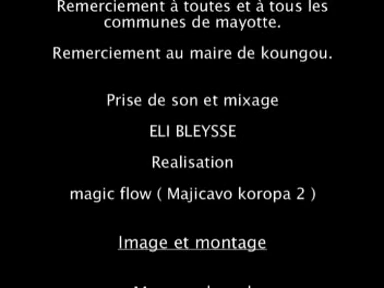 Remerciement à toutes et à tous les
communes de mayotte.
Remerciement au maire de koungou.
Prise de son et mixage
ELI BLEYSSE
Realisation
magic flow ( Majicavo koropa 2 )
Image et montage